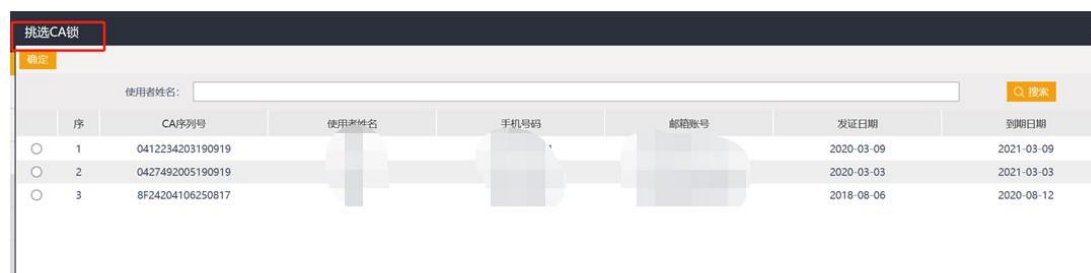 挑选CA锁
确定
使用者姓名: 搜索
序 CA序列号 使用者姓名 手机号码 邮箱账号 发证日期 到期日期
1 0412234203190919 2020-03-09 2021-03-09
2 0427492005190919 2020-03-03 2021-03-03
3 8F24204106250817 2018-08-06 2020-08-12